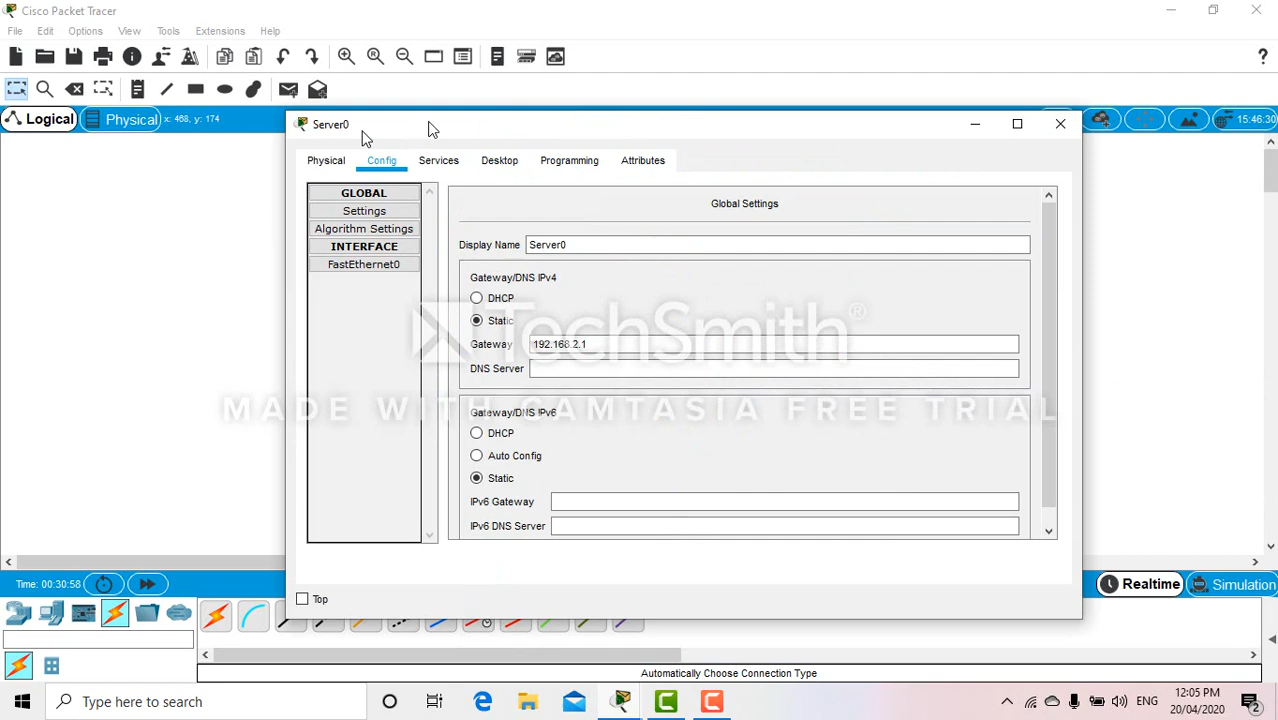 Cisco Packet Tracer
File Edit Options View Tools Extensions Help
Logical Physical x: 468, y: 174 15:46:30
Server0
Physical Config Services Desktop Programming Attributes
GLOBAL
Settings
Algorithm Settings
INTERFACE
FastEthernet0
Global Settings
Display Name Server0
Gateway/DNS IPv4
DHCP
Static
Gateway 192.168.2.1
DNS Server
TechSmith®
MADE WITH CAMTASIA FREE TRIAL
Gateway/DNS IPv6
DHCP
Auto Config
Static
IPv6 Gateway
IPv6 DNS Server
Top
Time: 00:30:58 Realtime Simulation
Automatically Choose Connection Type
Type here to search
ENG
12:05 PM
20/04/2020
2